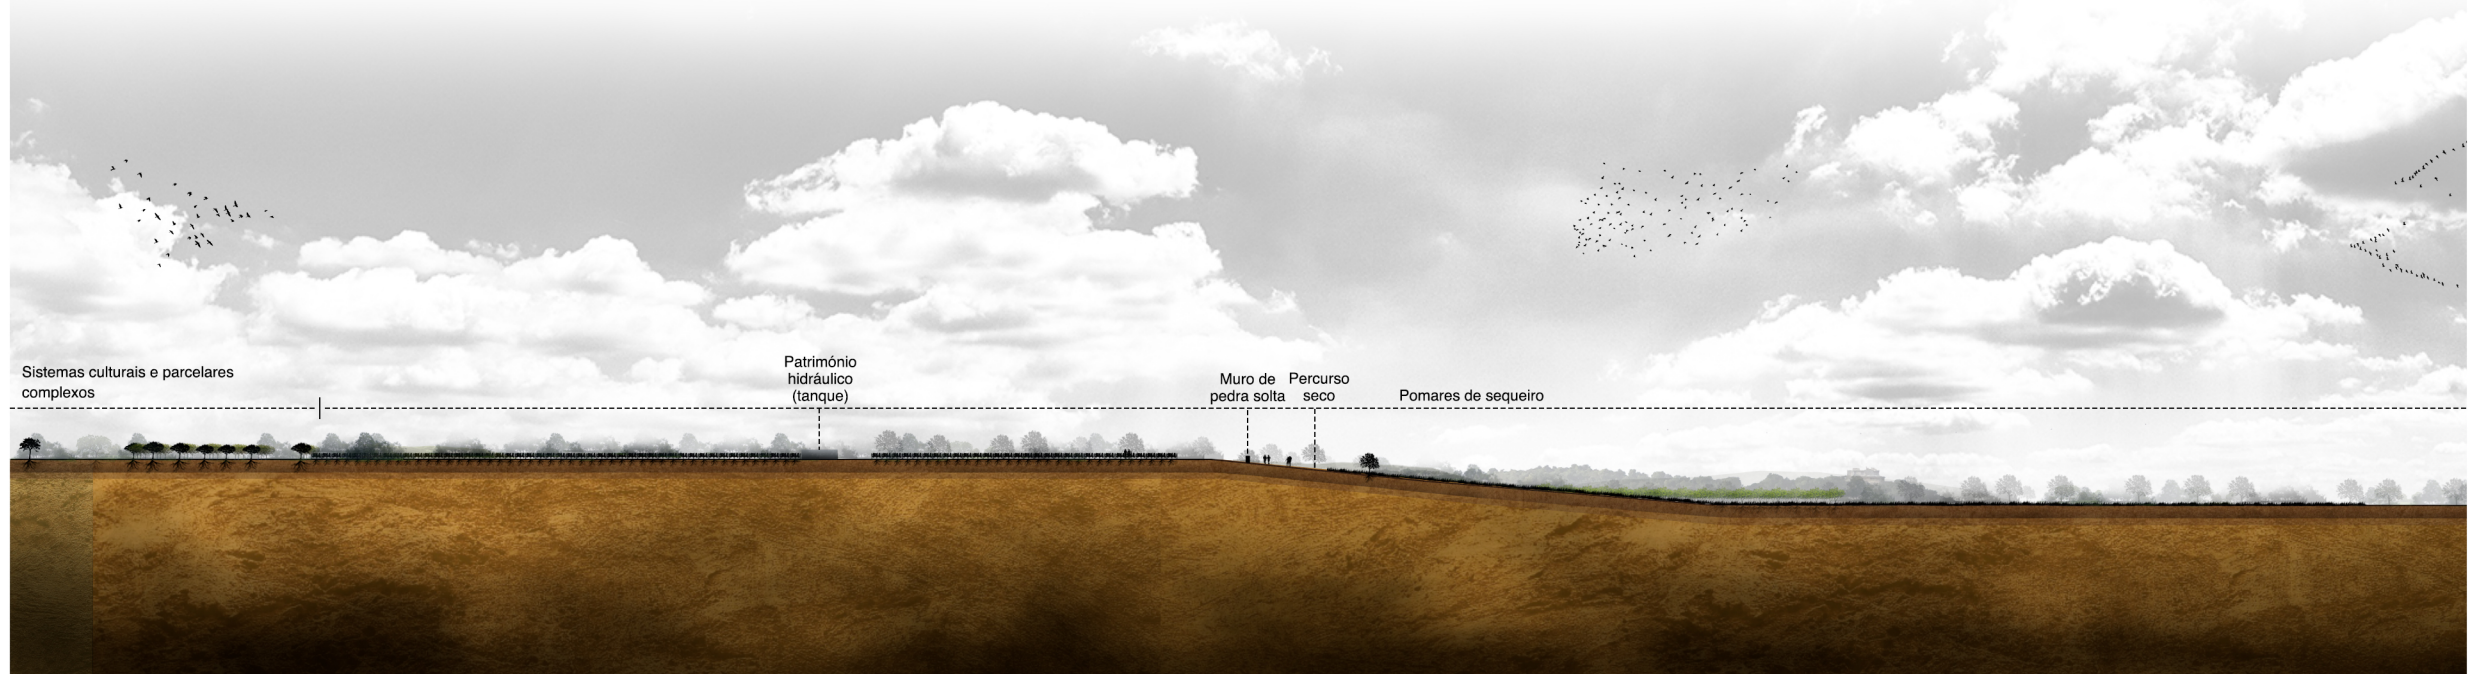 Sistemas culturais e parcelares
complexos
Património
hidráulico
(tanque)
Muro de
pedra solta
Percurso
seco
Pomares de sequeiro